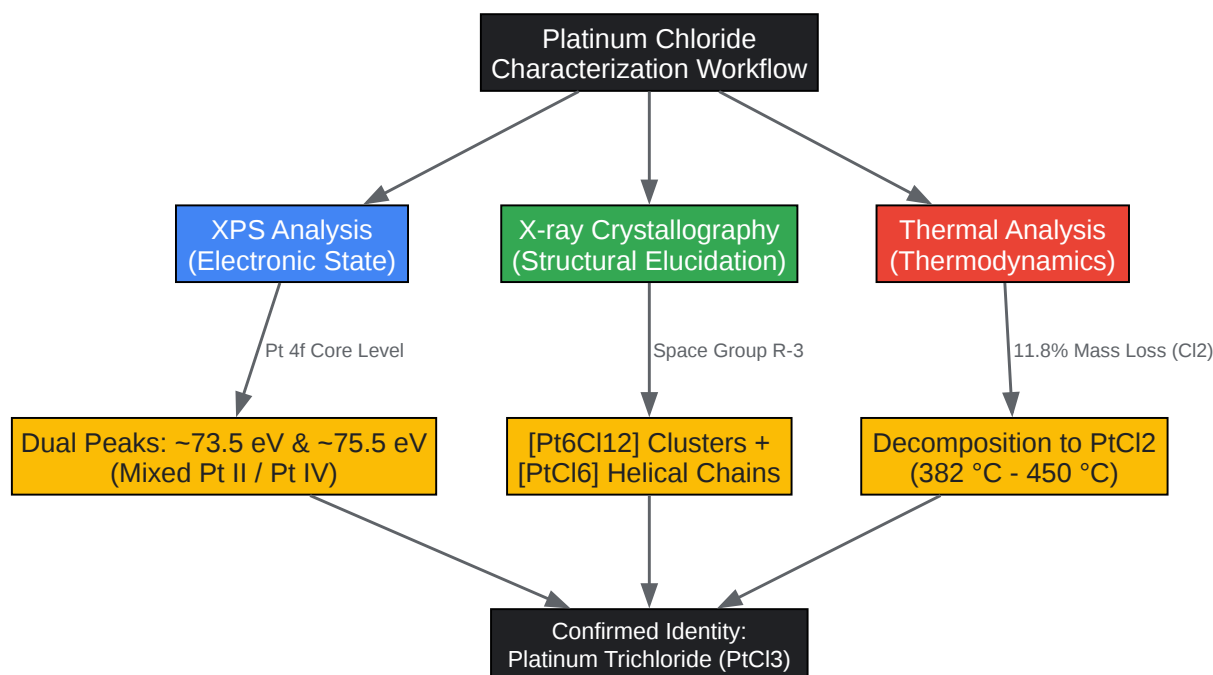 Platinum Chloride
Characterization Workflow
XPS Analysis
(Electronic State)
X-ray Crystallography
(Structural Elucidation)
Thermal Analysis
(Thermodynamics)
Pt 4f Core Level
Space Group R-3
11.8% Mass Loss (Cl2)
Dual Peaks: ~73.5 eV & ~75.5 eV
(Mixed Pt II / Pt IV)
[Pt6Cl12] Clusters +
[PtCl6] Helical Chains
Decomposition to PtCl2
(382 °C - 450 °C)
Confirmed Identity:
Platinum Trichloride (PtCl3)